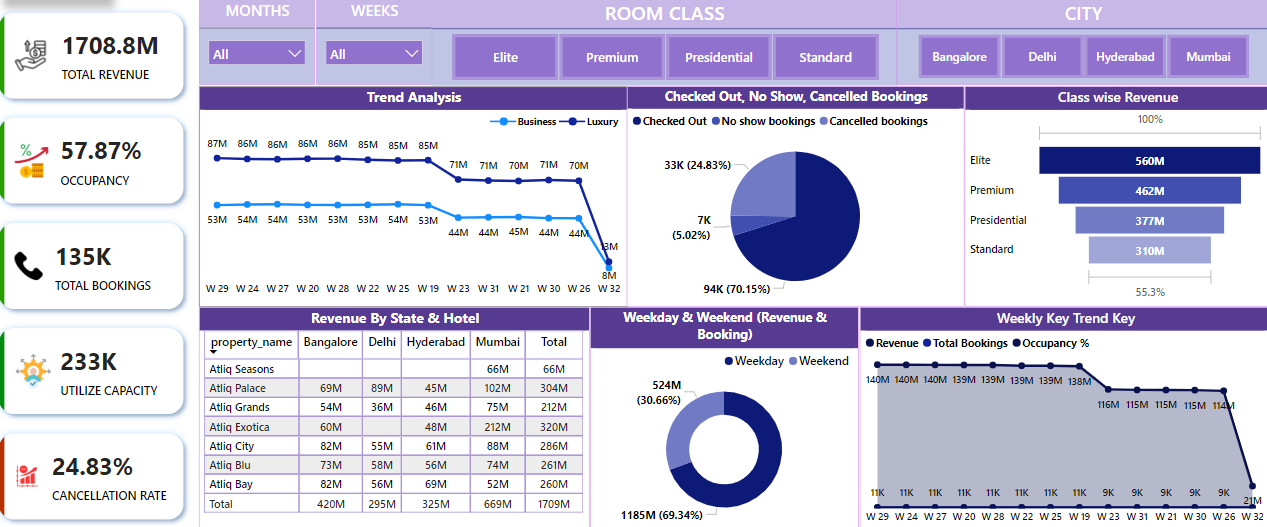 1708.8M
TOTAL REVENUE
57.87%
OCCUPANCY
135K
TOTAL BOOKINGS
233K
UTILIZE CAPACITY
24.83%
CANCELLATION RATE
MONTHS
All
WEEKS
All
ROOM CLASS
Elite Premium Presidential Standard
CITY
Bangalore Delhi Hyderabad Mumbai
Trend Analysis
Business Luxury
87M 86M 86M 86M 86M 85M 85M 85M 71M 71M 70M 71M 70M
53M 54M 54M 53M 53M 54M 54M 53M 44M 44M 45M 44M 44M 8M
W 29 W 24 W 27 W 20 W 28 W 22 W 25 W 19 W 23 W 31 W 21 W 30 W 26 W 32
Checked Out, No Show, Cancelled Bookings
Checked Out No show bookings Cancelled bookings
33K (24.83%)
7K
(5.02%)
94K (70.15%)
Class wise Revenue
100%
Elite 560M
Premium 462M
Presidential 377M
Standard 310M
55.3%
Revenue By State & Hotel
property_name Bangalore Delhi Hyderabad Mumbai Total
Atliq Seasons 66M 66M
Atliq Palace 69M 89M 45M 102M 304M
Atliq Grands 54M 36M 46M 75M 212M
Atliq Exotica 60M 48M 212M 320M
Atliq City 82M 55M 61M 88M 286M
Atliq Blu 73M 58M 56M 74M 261M
Atliq Bay 82M 56M 69M 52M 260M
Total 420M 295M 325M 669M 1709M
Weekday & Weekend (Revenue &
Booking)
Weekday Weekend
524M
(30.66%)
1185M (69.34%)
Weekly Key Trend Key
Revenue Total Bookings Occupancy %
140M 140M 140M 139M 139M 139M 139M 138M 116M 115M 115M 115M 114M 21M
11K 11K 11K 11K 11K 11K 11K 11K 9K 9K 9K 9K 9K
W 29 W 24 W 27 W 20 W 28 W 22 W 25 W 19 W 23 W 31 W 21 W 30 W 26 W 32